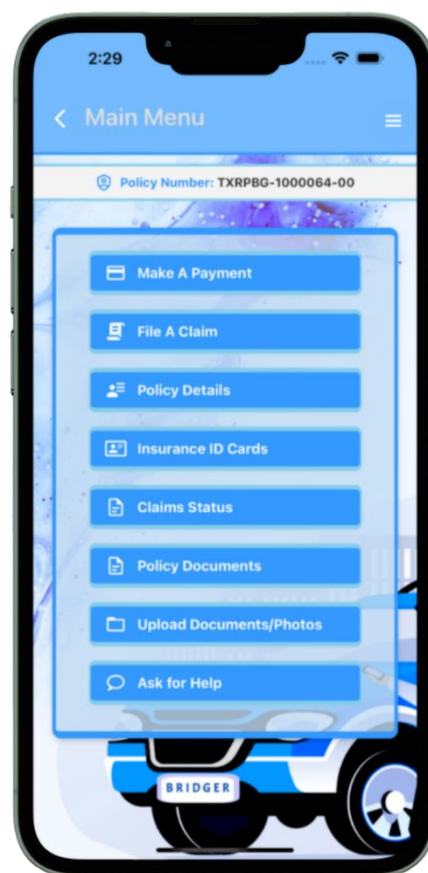 2:29
Main Menu
Policy Number: TXRPBG-1000064-00
Make A Payment
File A Claim
Policy Details
Insurance ID Cards
Claims Status
Policy Documents
Upload Documents/Photos
Ask for Help
BRIDGER